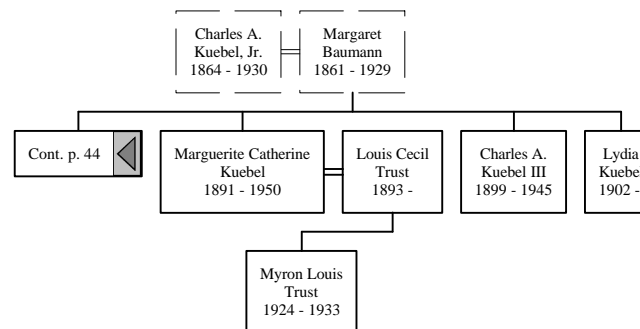 Charles A.
Kuebel, Jr.
1864 - 1930
Margaret
Baumann
1861 - 1929
Cont. p. 44
Marguerite Catherine
Kuebel
1891 - 1950
Louis Cecil
Trust
1893 -
Charles A.
Kuebel III
1899 - 1945
Lydia
Kuebe
1902 -
Myron Louis
Trust
1924 - 1933